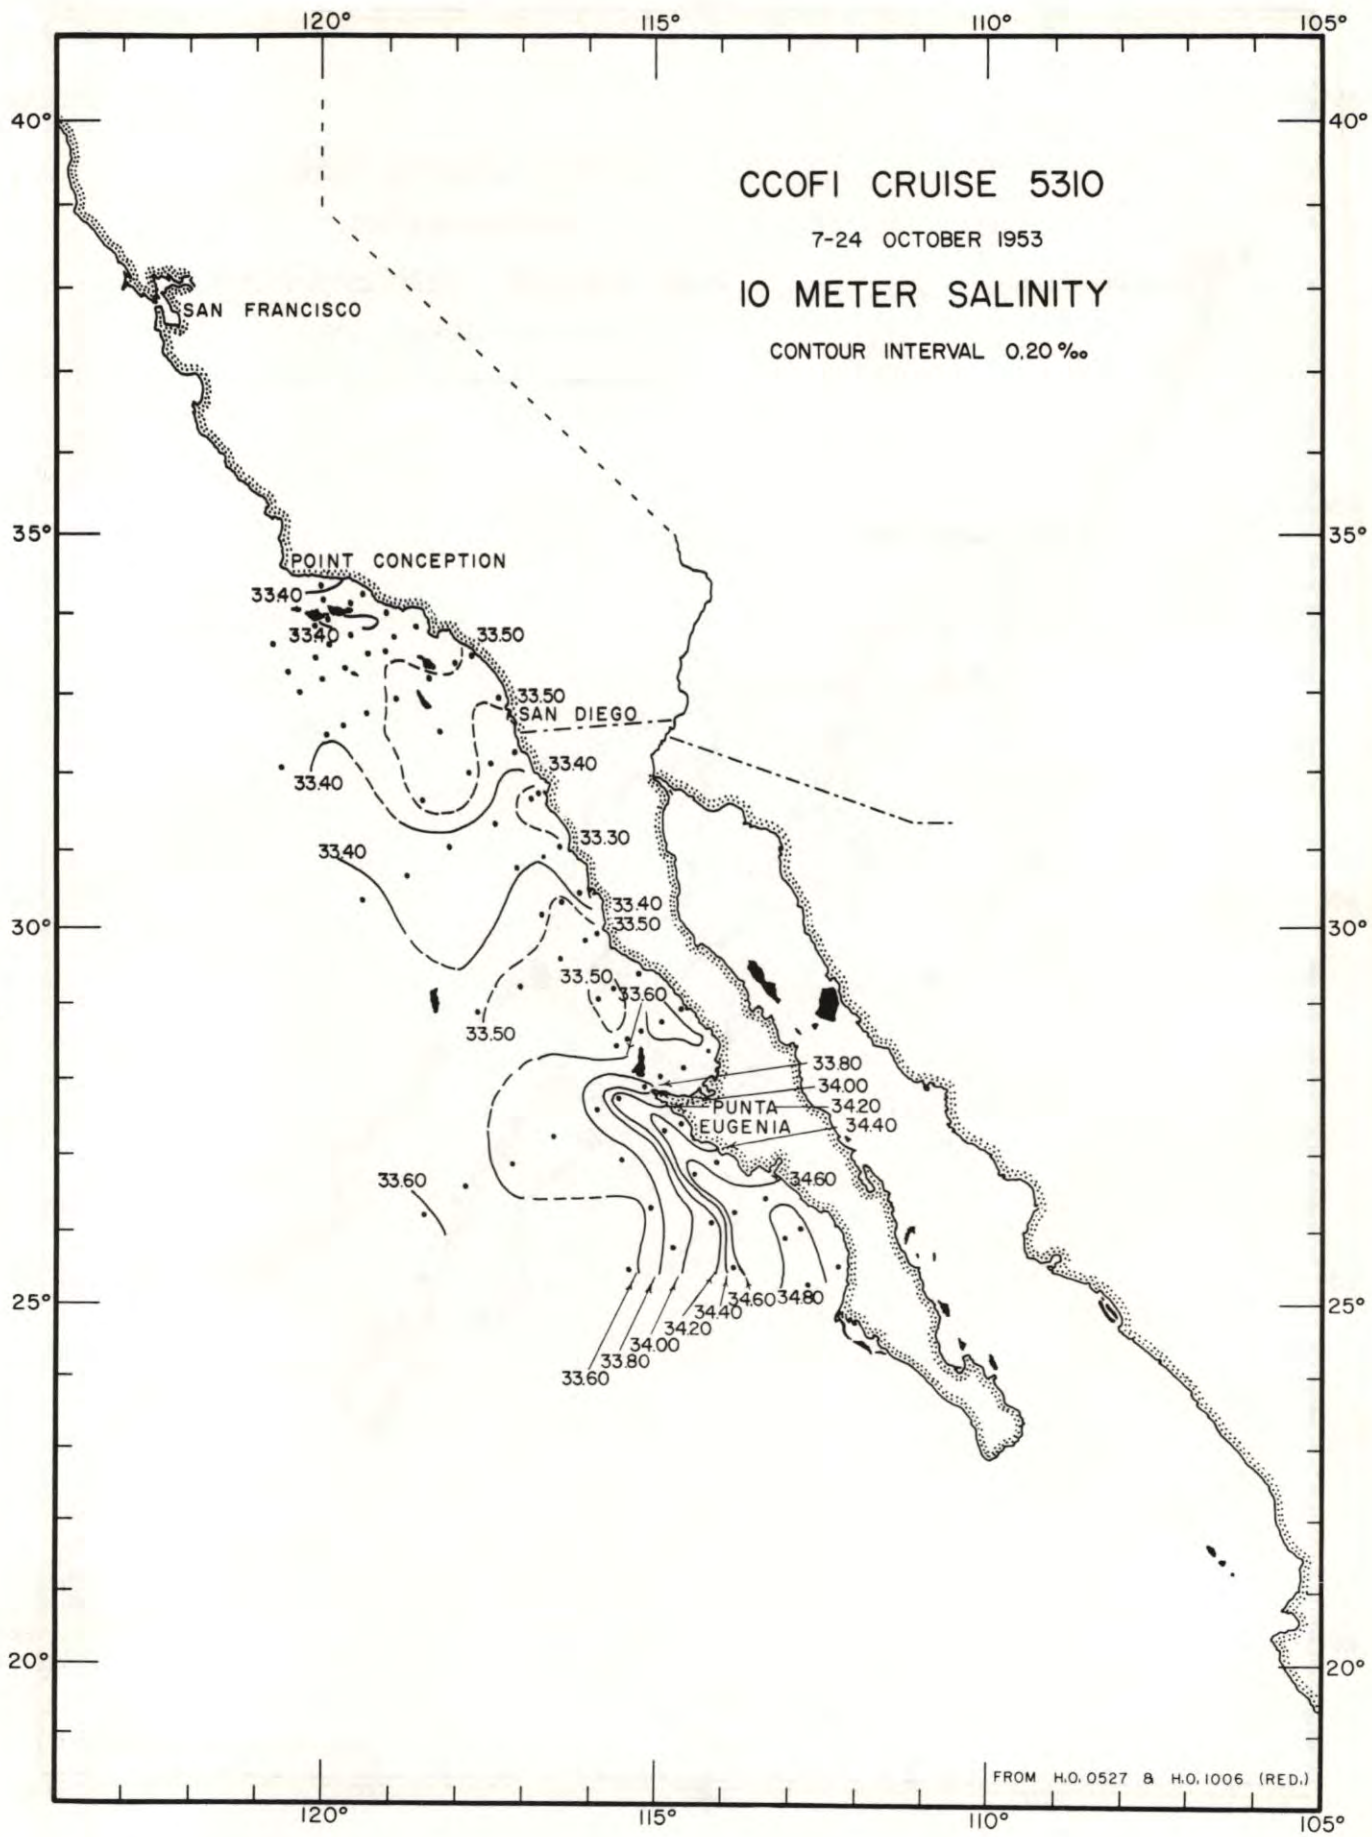 120° 115° 110° 105°
40° 40°
CCOFI CRUISE 5310
7-24 OCTOBER 1953
10 METER SALINITY
CONTOUR INTERVAL 0.20 ‰
SAN FRANCISCO
35° 35°
POINT CONCEPTION
33.40
33.40
33.50
33.50
SAN DIEGO
33.40
33.40
33.30
33.40
33.40
33.50
30° 30°
33.50
33.60
33.50
33.80
34.00
PUNTA 34.20
EUGENIA 34.40
33.60
34.60
25° 25°
34.80
34.60
34.40
34.20
34.00
33.80
33.60
20° 20°
FROM H.O. 0527 & H.O. 1006 (RED.)
120° 115° 110° 105°